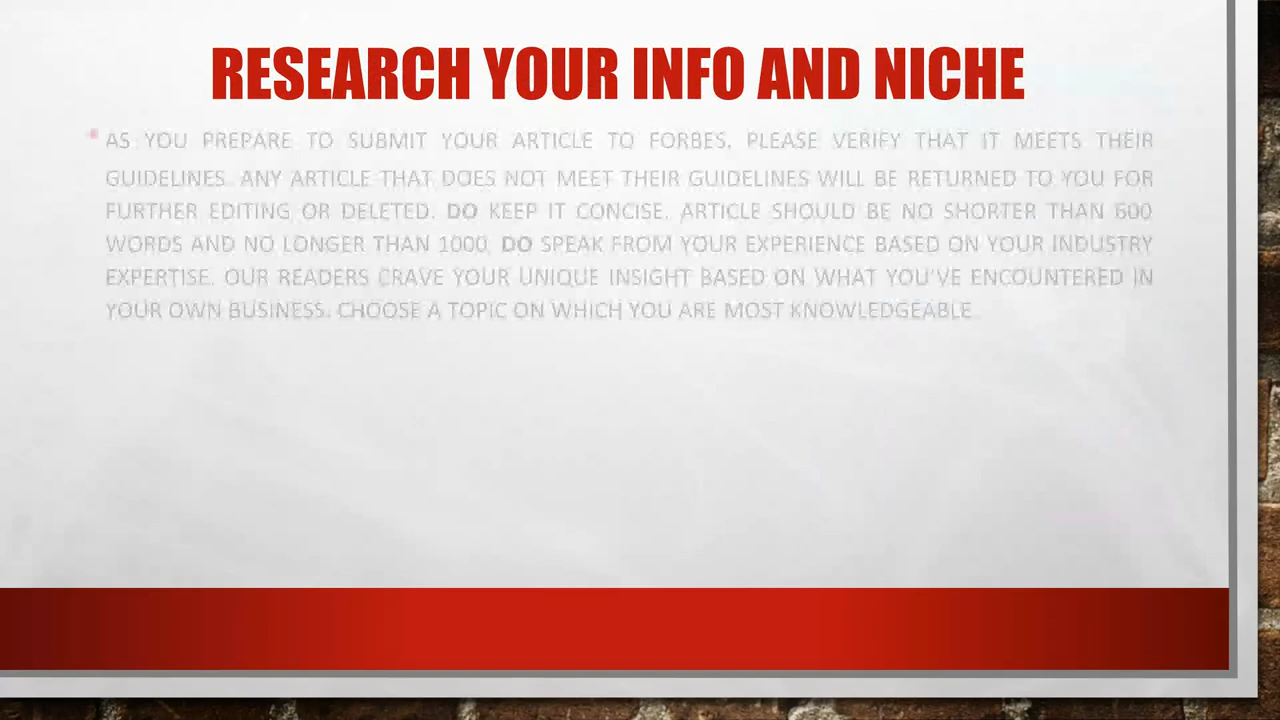 RESEARCH YOUR INFO AND NICHE
AS YOU PREPARE TO SUBMIT YOUR ARTICLE TO FORBES, PLEASE VERIFY THAT IT MEETS THEIR
GUIDELINES. ANY ARTICLE THAT DOES NOT MEET THEIR GUIDELINES WILL BE RETURNED TO YOU FOR
FURTHER EDITING OR DELETED. DO KEEP IT CONCISE. ARTICLE SHOULD BE NO SHORTER THAN 600
WORDS AND NO LONGER THAN 1000. DO SPEAK FROM YOUR EXPERIENCE BASED ON YOUR INDUSTRY
EXPERTISE. OUR READERS CRAVE YOUR UNIQUE INSIGHT BASED ON WHAT YOU'VE ENCOUNTERED IN
YOUR OWN BUSINESS. CHOOSE A TOPIC ON WHICH YOU ARE MOST KNOWLEDGEABLE.